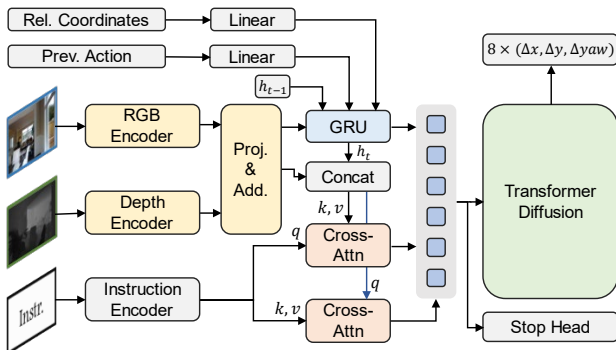 Rel. Coordinates
Linear
Prev. Action
Linear
8 × (Δx, Δy, Δyaw)
h_{t-1}
RGB
Encoder
GRU
h_t
Proj.
&
Add.
Concat
k, v
Depth
Encoder
q
Cross-
Attn
Transformer
Diffusion
q
Instr.
Instruction
Encoder
k, v
Cross-
Attn
Stop Head